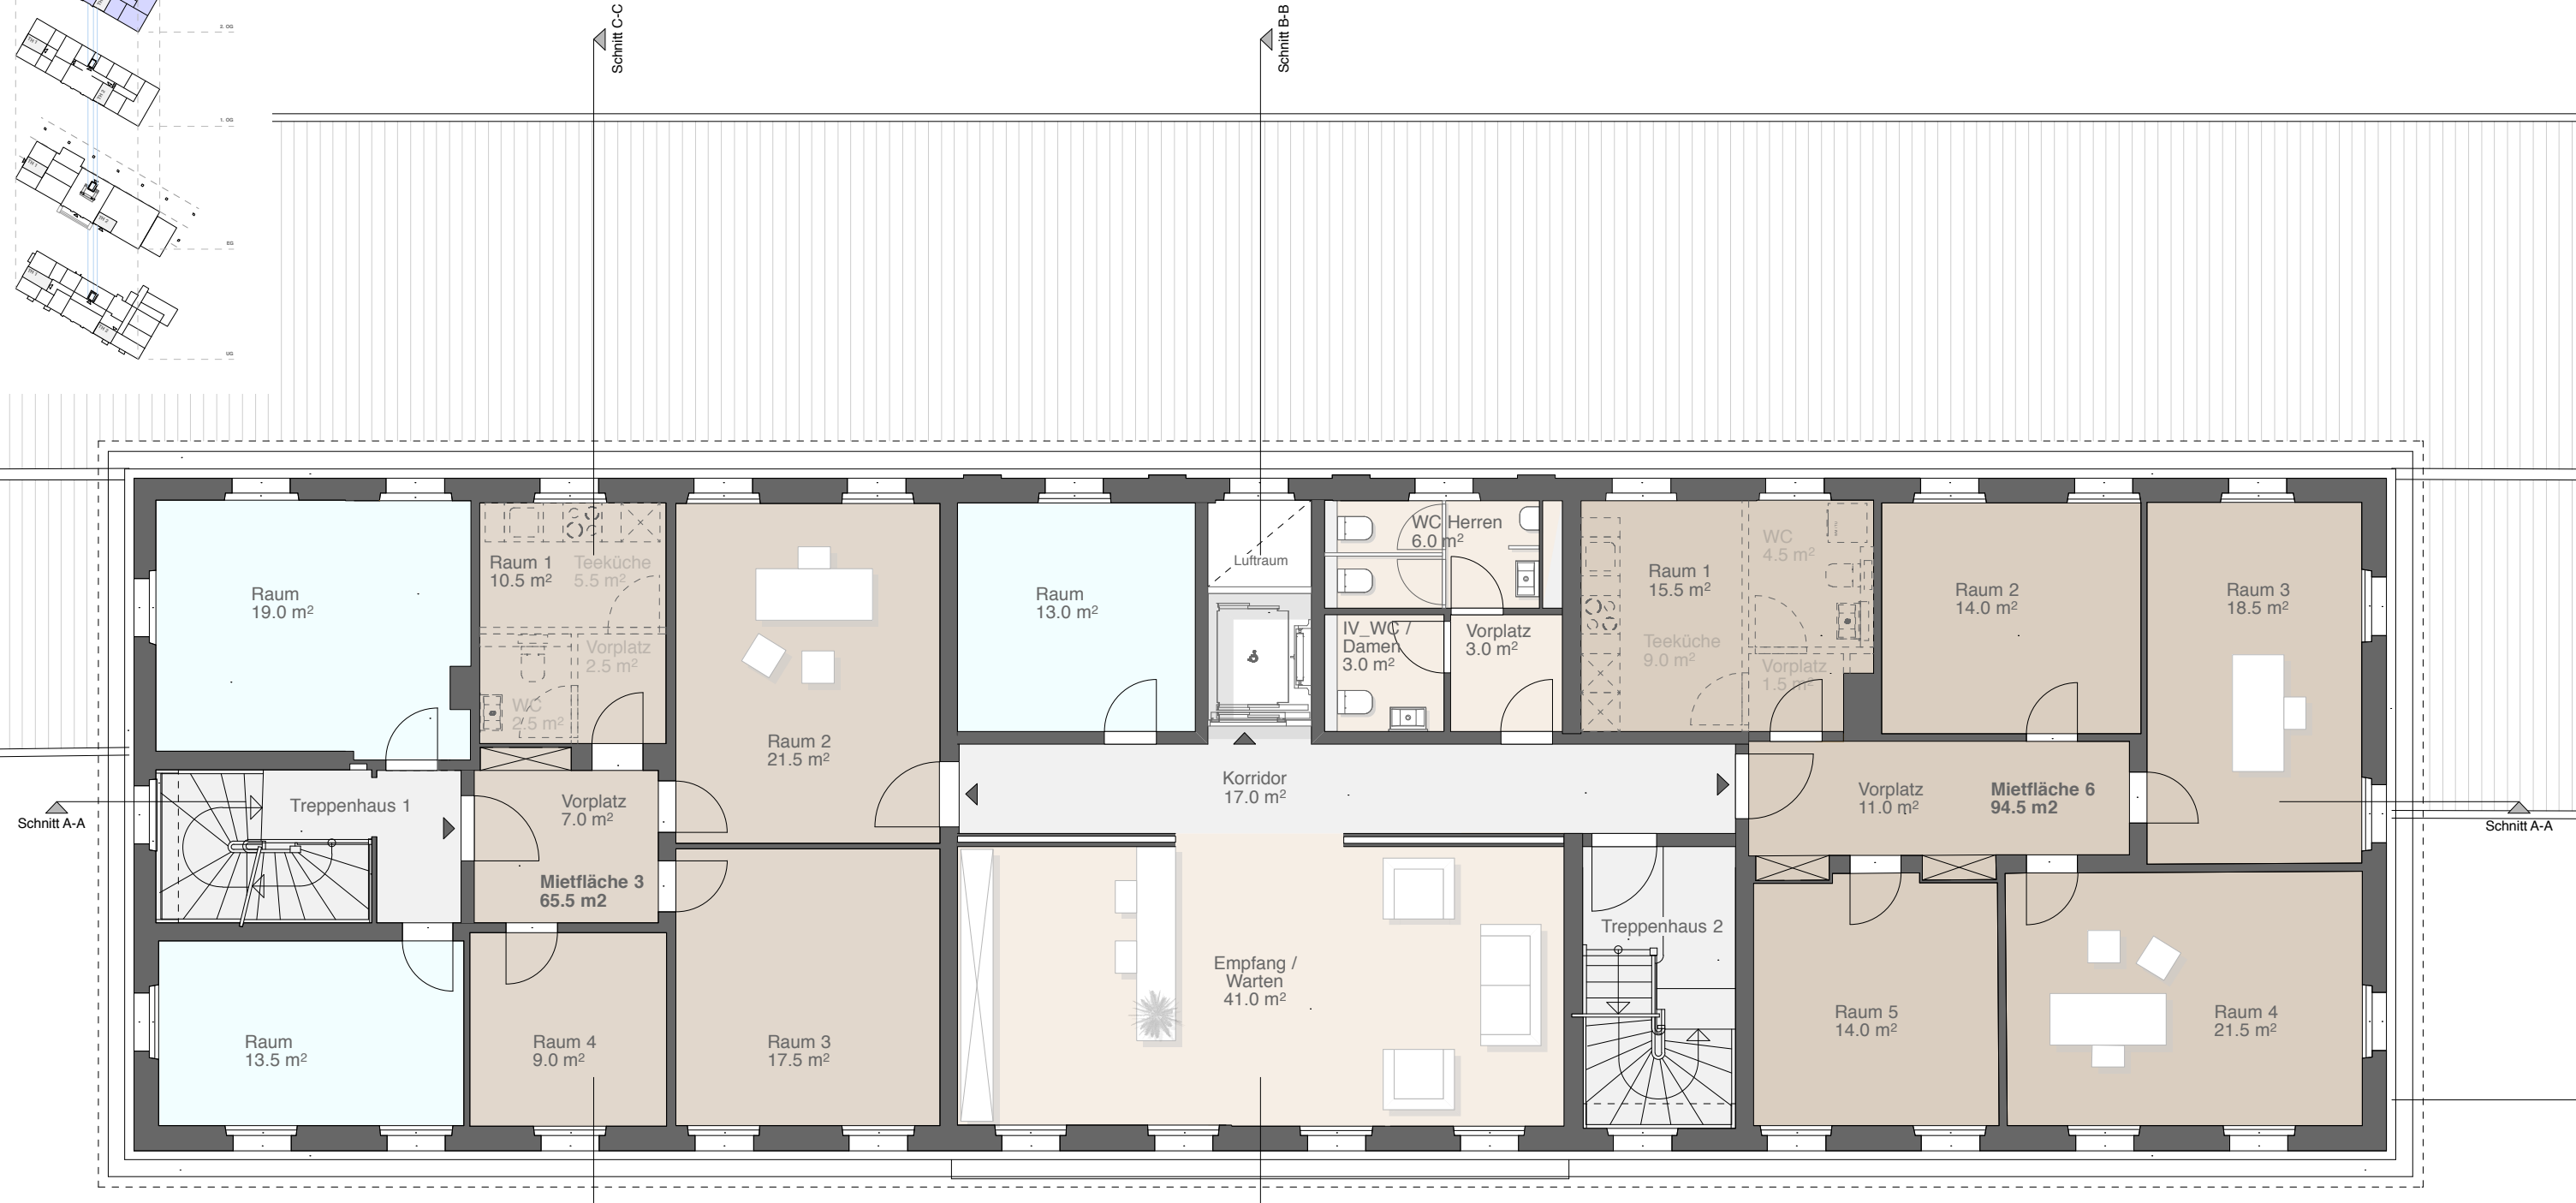 Schnitt C-C
Schnitt B-B
2. OG
1. OG
EG
UG
Raum
19.0 m²
Raum 1
10.5 m²
Teeküche
5.5 m²
Vorplatz
2.5 m²
WC
2.5 m²
Raum 2
21.5 m²
Raum
13.0 m²
Luftraum
WC Herren
6.0 m²
IV_WC /
Damen
3.0 m²
Vorplatz
3.0 m²
Raum 1
15.5 m²
Teeküche
9.0 m²
WC
4.5 m²
Vorplatz
1.5 m²
Raum 2
14.0 m²
Raum 3
18.5 m²
Schnitt A-A
Treppenhaus 1
Vorplatz
7.0 m²
Mietfläche 3
65.5 m2
Korridor
17.0 m²
Vorplatz
11.0 m²
Mietfläche 6
94.5 m2
Schnitt A-A
Raum
13.5 m²
Raum 4
9.0 m²
Raum 3
17.5 m²
Empfang /
Warten
41.0 m²
Treppenhaus 2
Raum 5
14.0 m²
Raum 4
21.5 m²